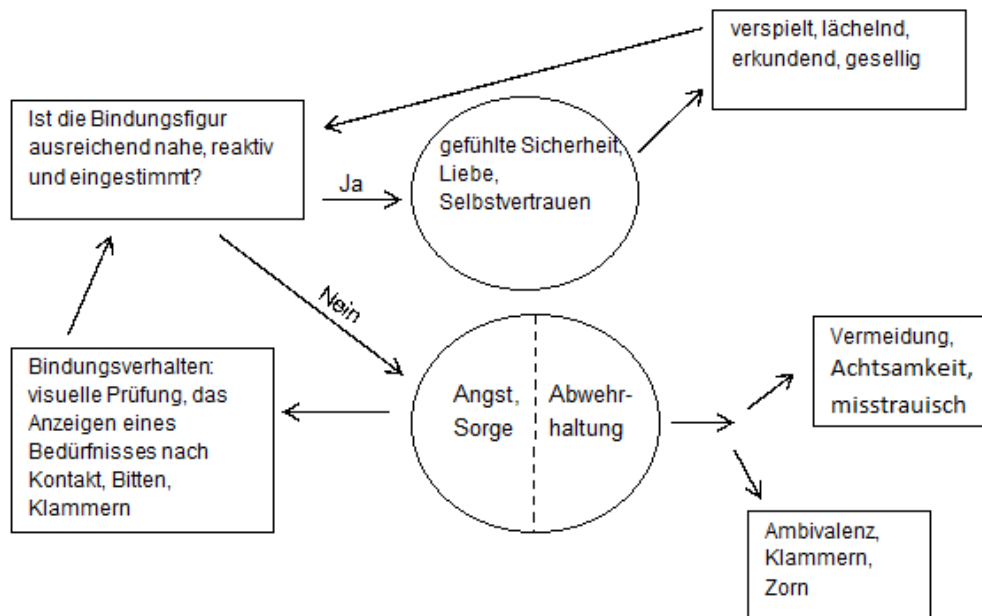 verspielt, lächelnd,
erkundend, gesellig
Ist die Bindungsfigur
ausreichend nahe, reaktiv
und eingestimmt?
Ja
gefühlte Sicherheit,
Liebe,
Selbstvertrauen
Nein
Bindungsverhalten:
visuelle Prüfung, das
Anzeigen eines
Bedürfnisses nach
Kontakt, Bitten,
Klammern
Angst,
Sorge
Abwehr-
haltung
Vermeidung,
Achtsamkeit,
misstrauisch
Ambivalenz,
Klammern,
Zorn